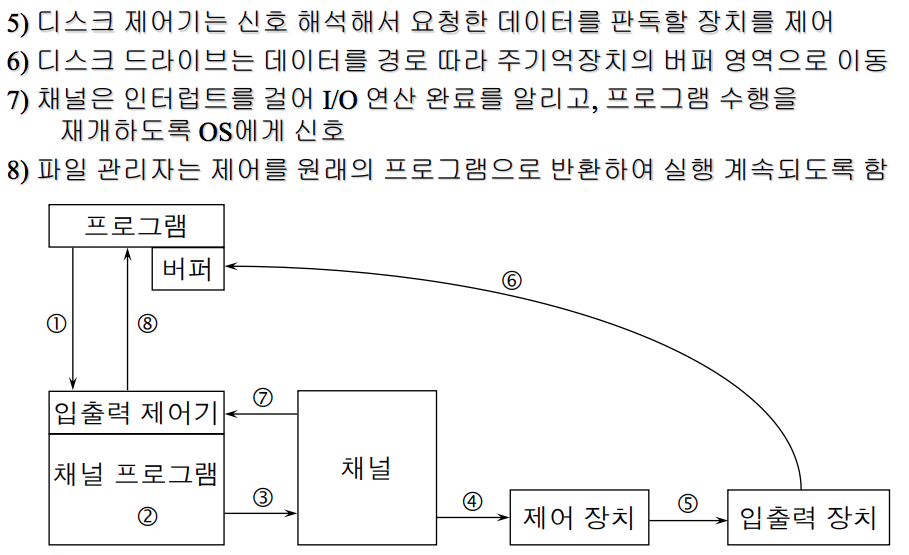 5) 디스크 제어기는 신호 해석해서 요청한 데이터를 판독할 장치를 제어
6) 디스크 드라이브는 데이터를 경로 따라 주기억장치의 버퍼 영역으로 이동
7) 채널은 인터럽트를 걸어 I/O 연산 완료를 알리고, 프로그램 수행을
재개하도록 OS에게 신호
8) 파일 관리자는 제어를 원래의 프로그램으로 반환하여 실행 계속되도록 함
프로그램
버퍼
⑥
① ⑧
입출력 제어기
⑦
채널
채널 프로그램
②
③
④
제어 장치
⑤
입출력 장치